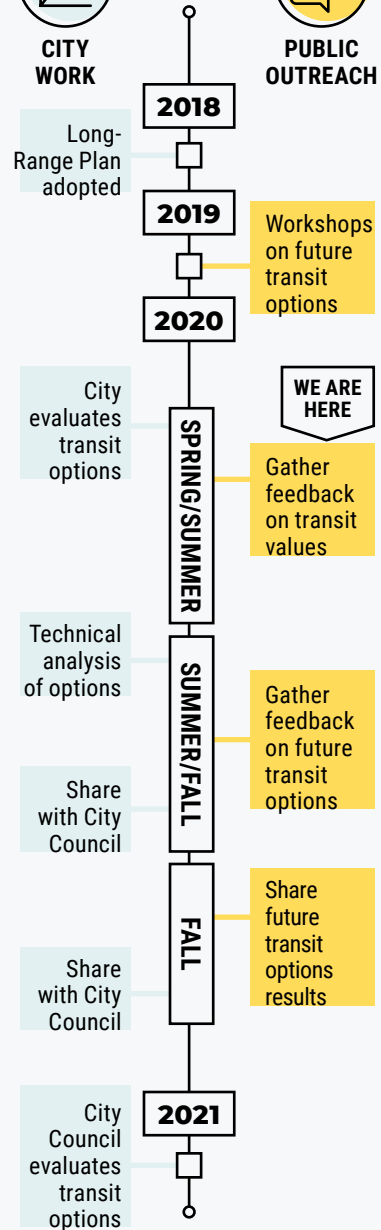 CITY
WORK
PUBLIC
OUTREACH
2018
Long-
Range Plan
adopted
2019
Workshops
on future
transit
options
2020
City
evaluates
transit
options
WE ARE
HERE
SPRING/SUMMER
Gather
feedback
on transit
values
Technical
analysis
of options
SUMMER/FALL
Gather
feedback
on future
transit
options
Share
with City
Council
FALL
Share
future
transit
options
results
Share
with City
Council
2021
City
Council
evaluates
transit
options